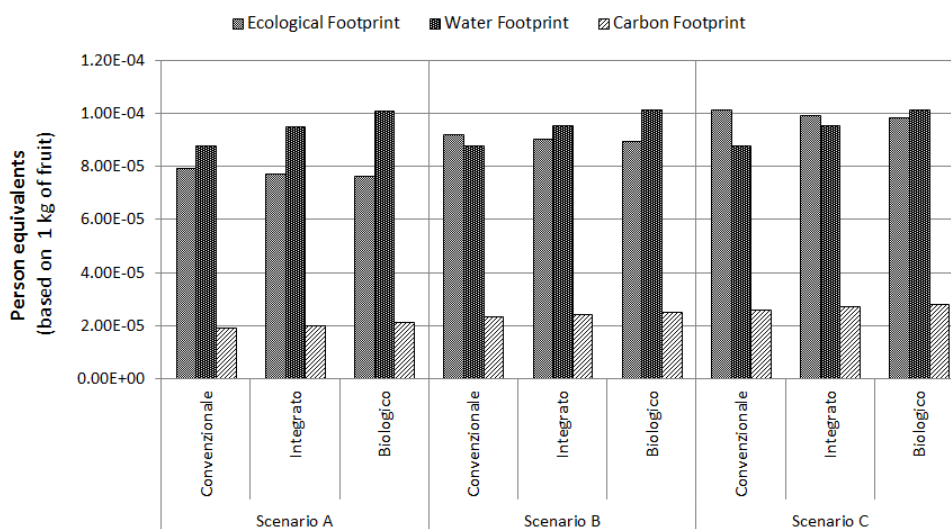 Ecological Footprint Water Footprint Carbon Footprint
1.20E-04
1.00E-04
8.00E-05
6.00E-05
4.00E-05
2.00E-05
0.00E+00
Person equivalents
(based on 1 kg of fruit)
Convenzionale
Integrato
Biologico
Convenzionale
Integrato
Biologico
Convenzionale
Integrato
Biologico
Scenario A
Scenario B
Scenario C